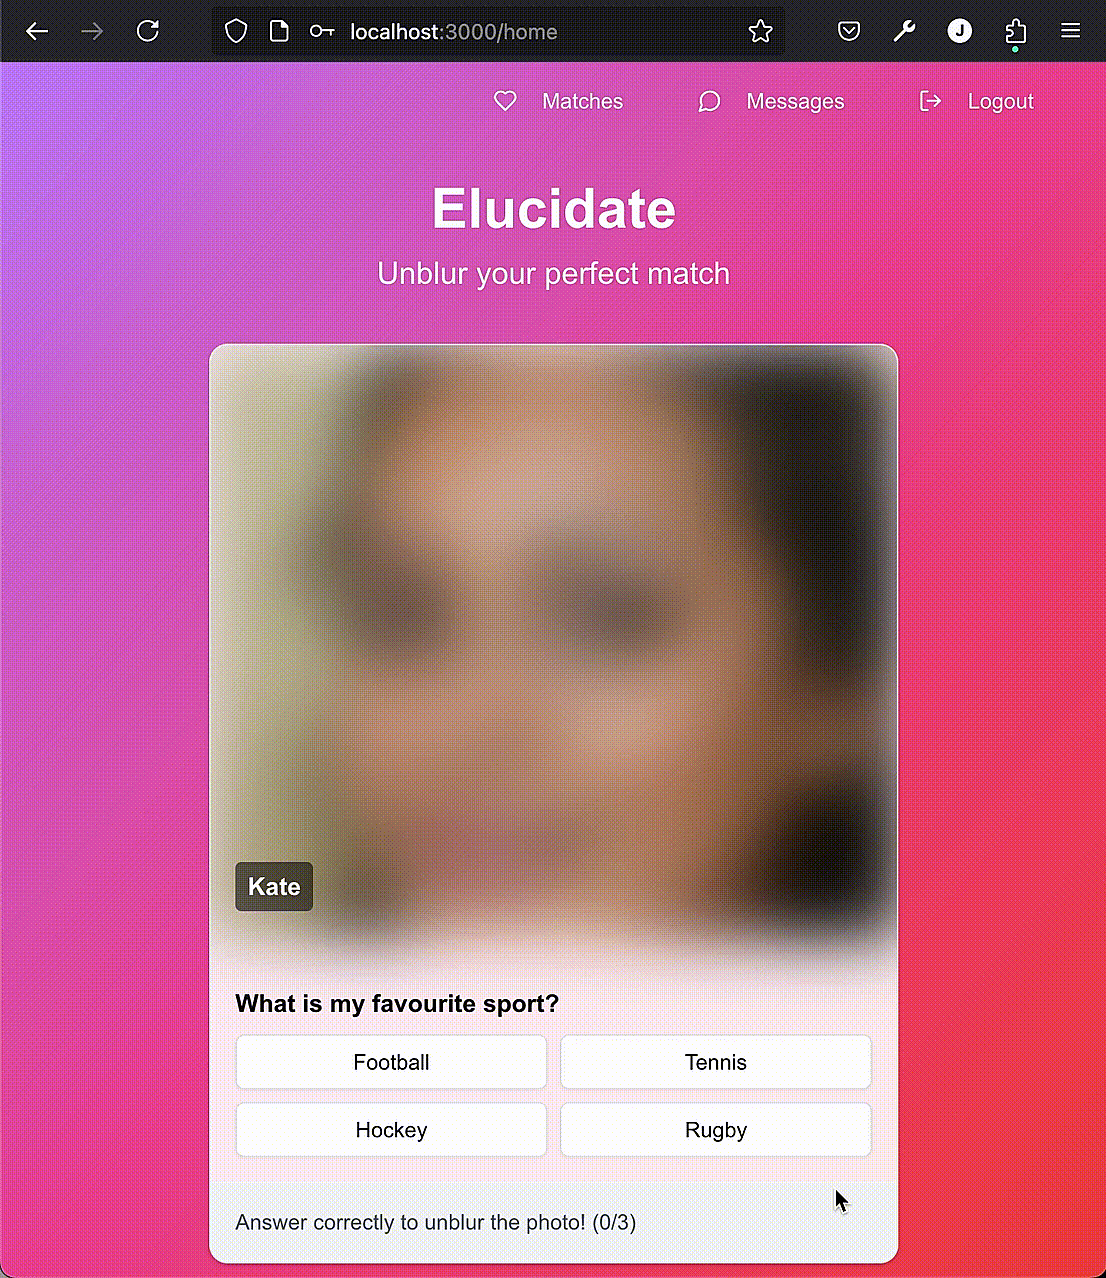 localhost:3000/home
J
Matches Messages Logout
Elucidate
Unblur your perfect match
Kate
What is my favourite sport?
Football Tennis
Hockey Rugby
Answer correctly to unblur the photo! (0/3)